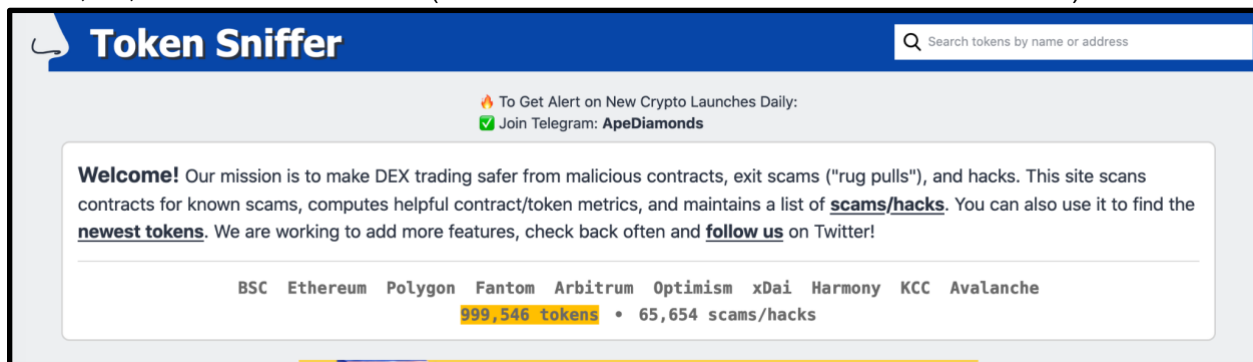 Token Sniffer
Search tokens by name or address
🔥 To Get Alert on New Crypto Launches Daily:
✅ Join Telegram: ApeDiamonds
Welcome! Our mission is to make DEX trading safer from malicious contracts, exit scams ("rug pulls"), and hacks. This site scans
contracts for known scams, computes helpful contract/token metrics, and maintains a list of scams/hacks. You can also use it to find the
newest tokens. We are working to add more features, check back often and follow us on Twitter!
BSC Ethereum Polygon Fantom Arbitrum Optimism xDai Harmony KCC Avalanche
999,546 tokens • 65,654 scams/hacks